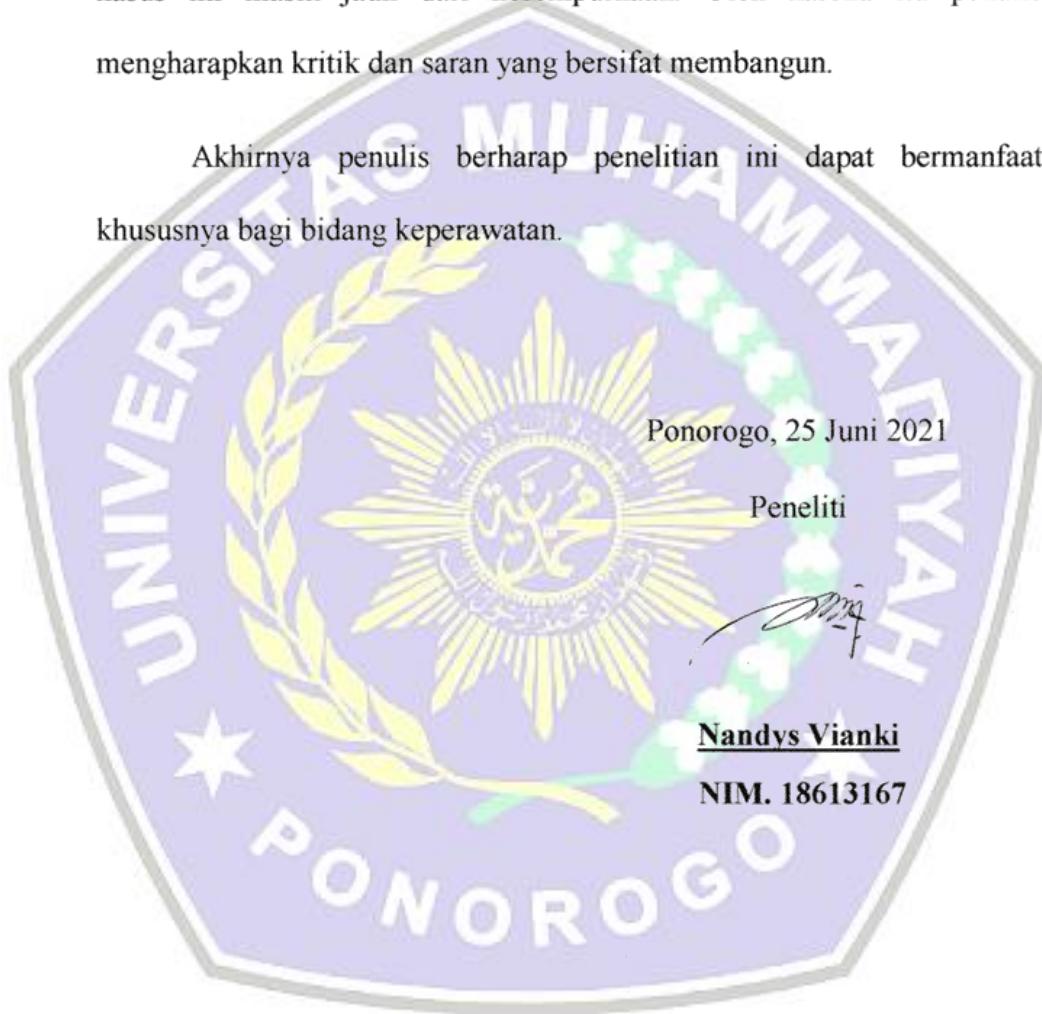 mengharapkan kritik dan saran yang bersifat membangun.
Akhirnya penulis berharap penelitian ini dapat bermanfaat
khususnya bagi bidang keperawatan.
UNIVERSITAS MUHAMMADIYAH
Ponorogo, 25 Juni 2021
Peneliti
Nandys Vianki
NIM. 18613167
PONOROGO